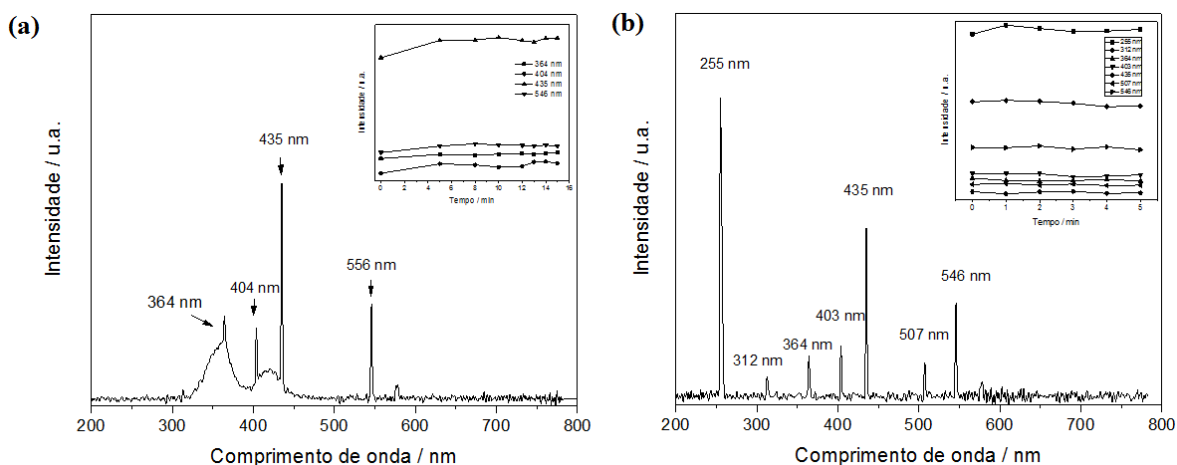 (a)
Intensidade / u.a.
364 nm
404 nm
435 nm
556 nm
200 300 400 500 600 700 800
Comprimento de onda / nm
Intensidade / u.a.
364 nm
404 nm
435 nm
546 nm
0 2 4 6 8 10 12 14 16
Tempo / min
(b)
Intensidade / u.a.
255 nm
312 nm
364 nm
403 nm
435 nm
507 nm
546 nm
200 300 400 500 600 700 800
Comprimento de onda / nm
Intensidade / u.a.
255 nm
312 nm
364 nm
403 nm
435 nm
507 nm
546 nm
0 1 2 3 4 5
Tempo / min